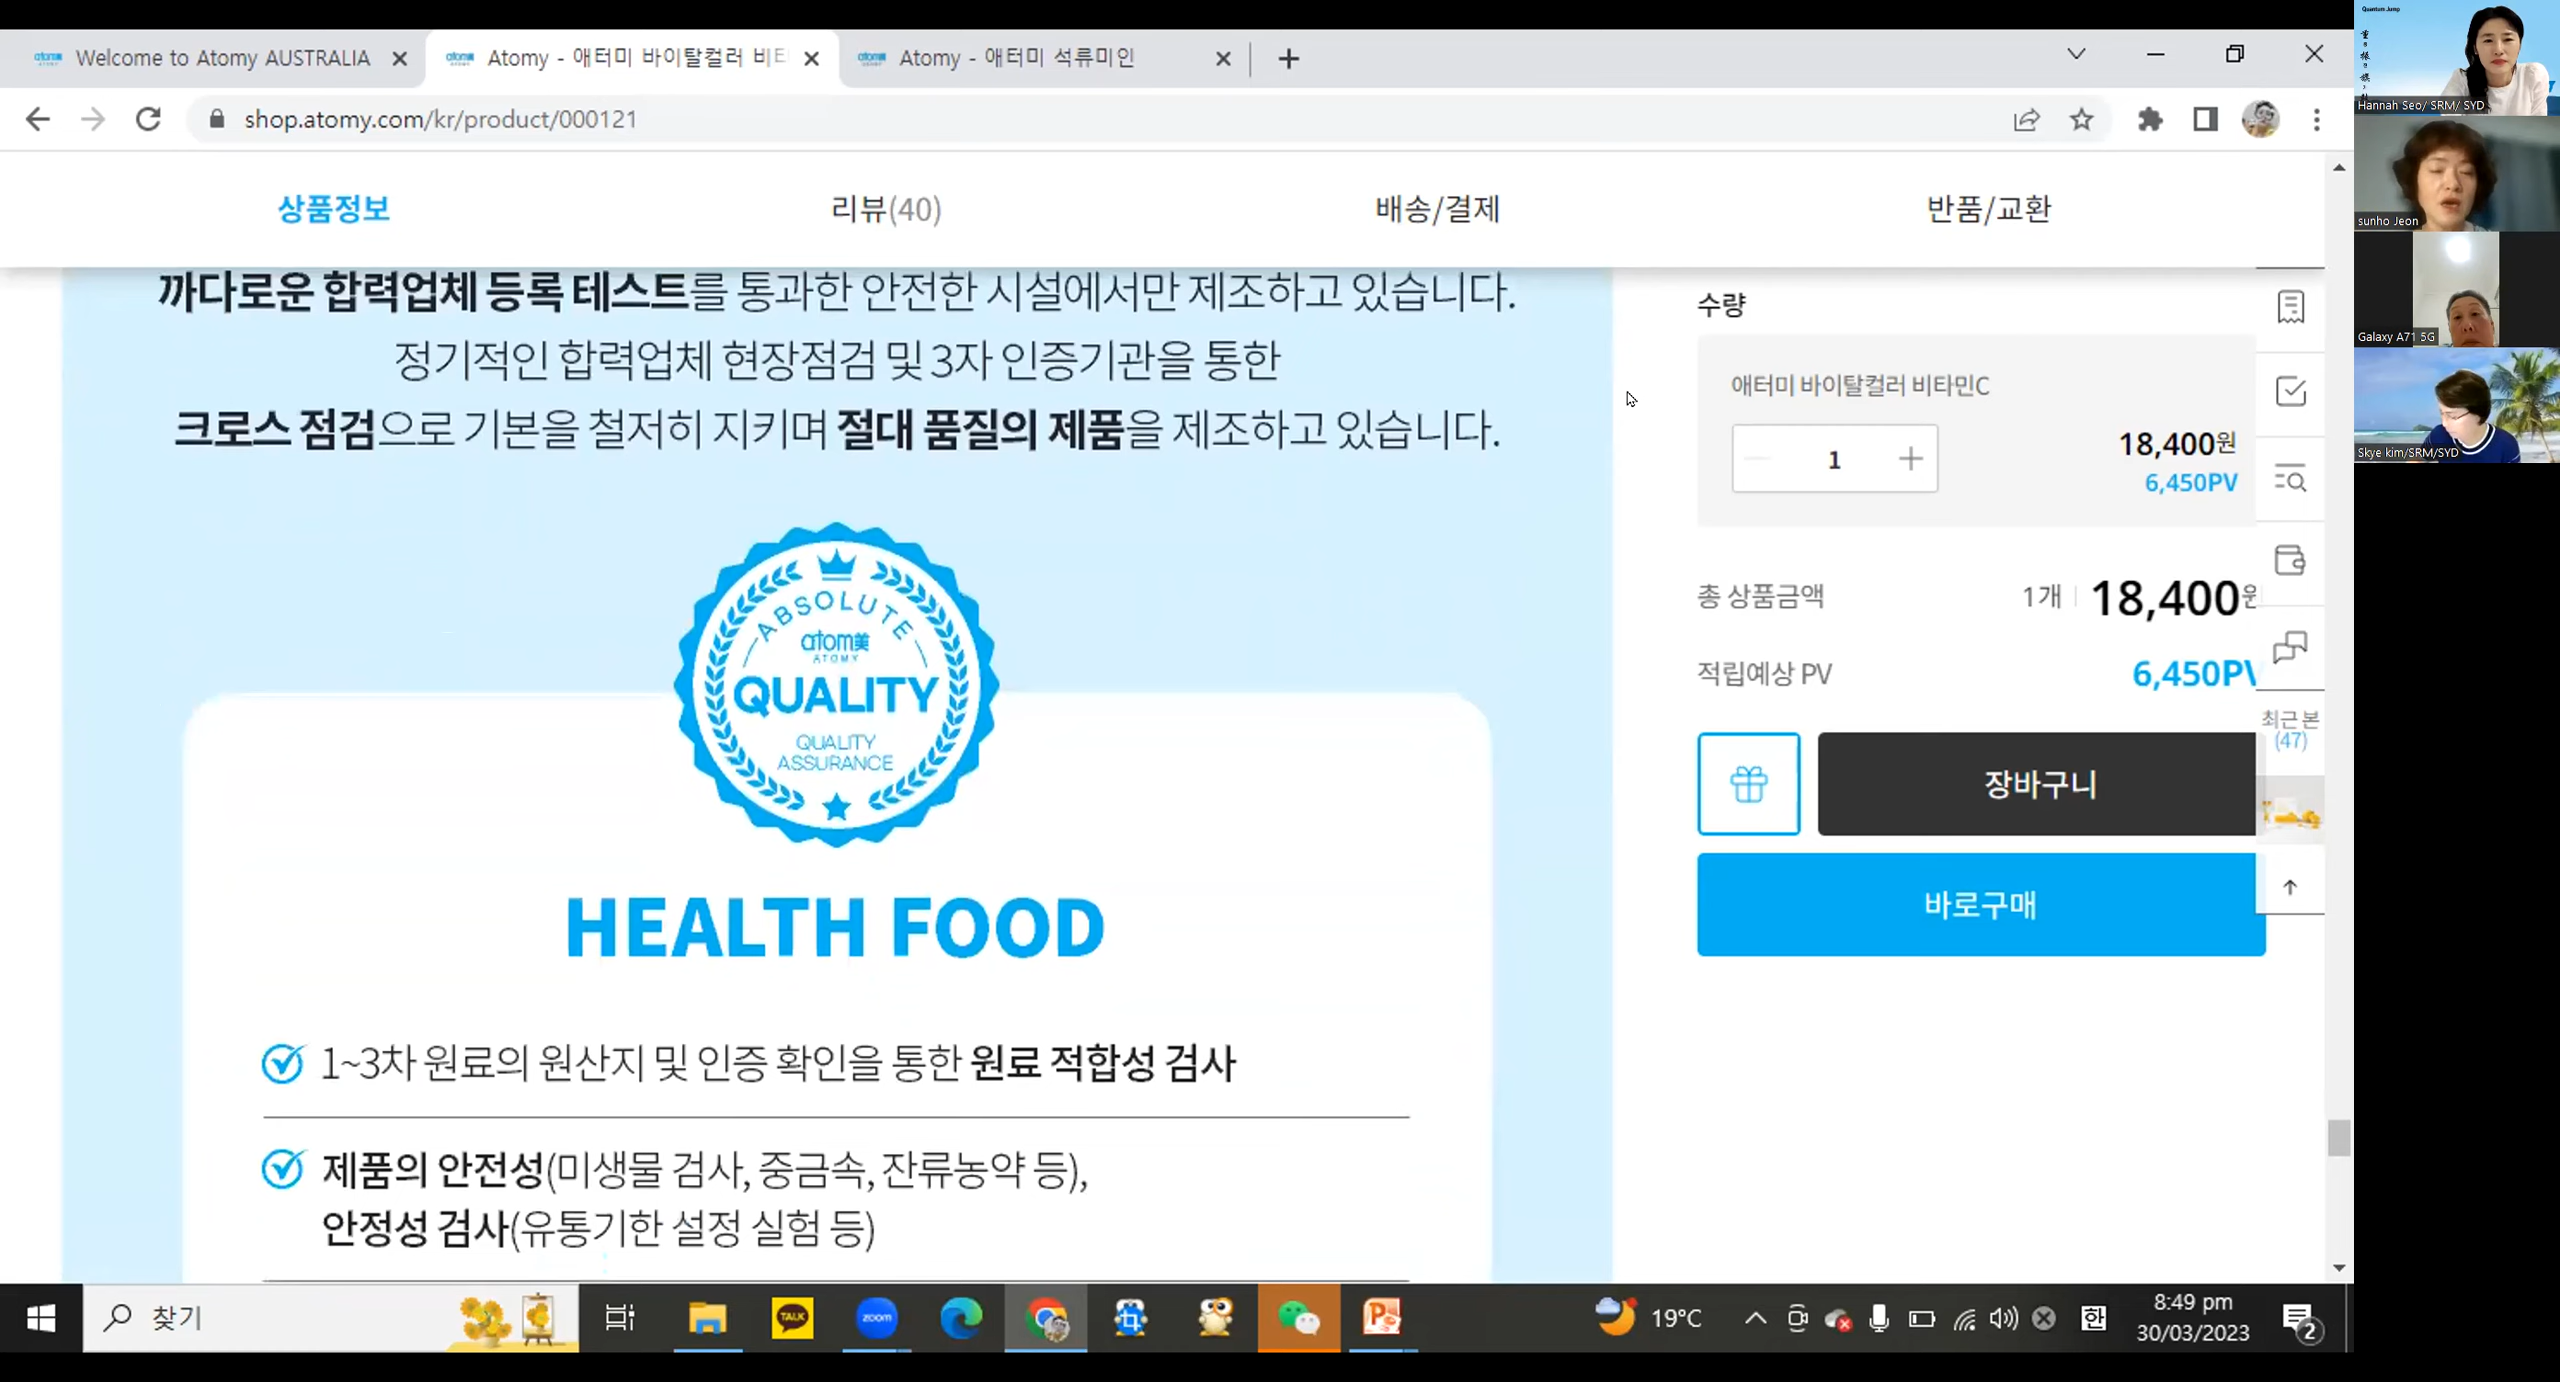 Welcome to Atomy AUSTRALIA
Atomy - 애터미 바이탈컬러 비타
Atomy - 애터미 석류미인
shop.atomy.com/kr/product/000121
상품정보
리뷰(40)
배송/결제
반품/교환
까다로운 합력업체 등록 테스트를 통과한 안전한 시설에서만 제조하고 있습니다.
정기적인 합력업체 현장점검 및 3자 인증기관을 통한
크로스 점검으로 기본을 철저히 지키며 절대 품질의 제품을 제조하고 있습니다.
ABSOLUTE
atom美
ATOMY
QUALITY
QUALITY
ASSURANCE
HEALTH FOOD
1~3차 원료의 원산지 및 인증 확인을 통한 원료 적합성 검사
제품의 안전성(미생물 검사, 중금속, 잔류농약 등),
안정성 검사(유통기한 설정 실험 등)
수량
애터미 바이탈컬러 비타민C
1
18,400원
6,450PV
총 상품금액
1개
18,400원
적립예상 PV
6,450PV
장바구니
바로구매
최근 본
(47)
찾기
TALK
zoom
19°C
한
8:49 pm
30/03/2023
2
Quantum Jump
Hannah Seo/ SRM/ SYD
sunho Jeon
Galaxy A71 5G
Skye kim/SRM/SYD